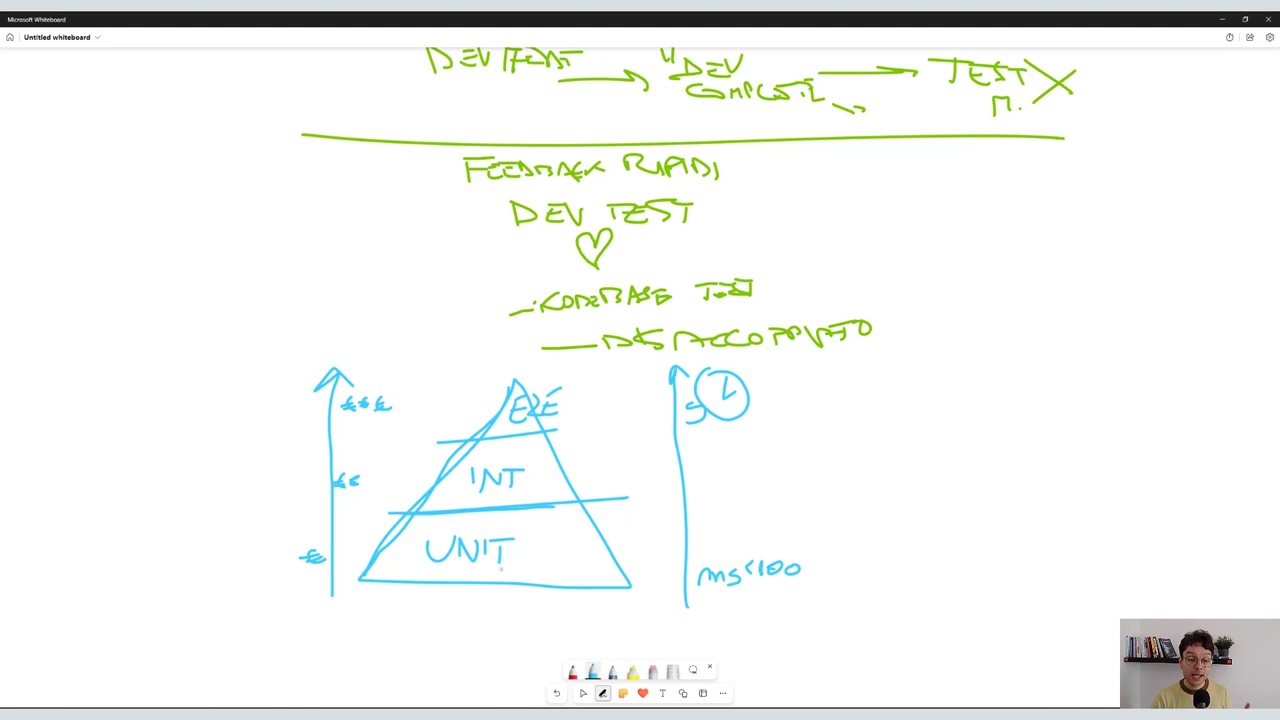 Microsoft Whiteboard
Untitled whiteboard
DEV TEST
"DEV
COMPLETE
TEST
M.
FEEDBACK RAPIDI
DEV TEST
CODEBASE TEST
DISACCOPPIATO
€€€
E2E
S
€€
INT
€
UNIT
ms<100